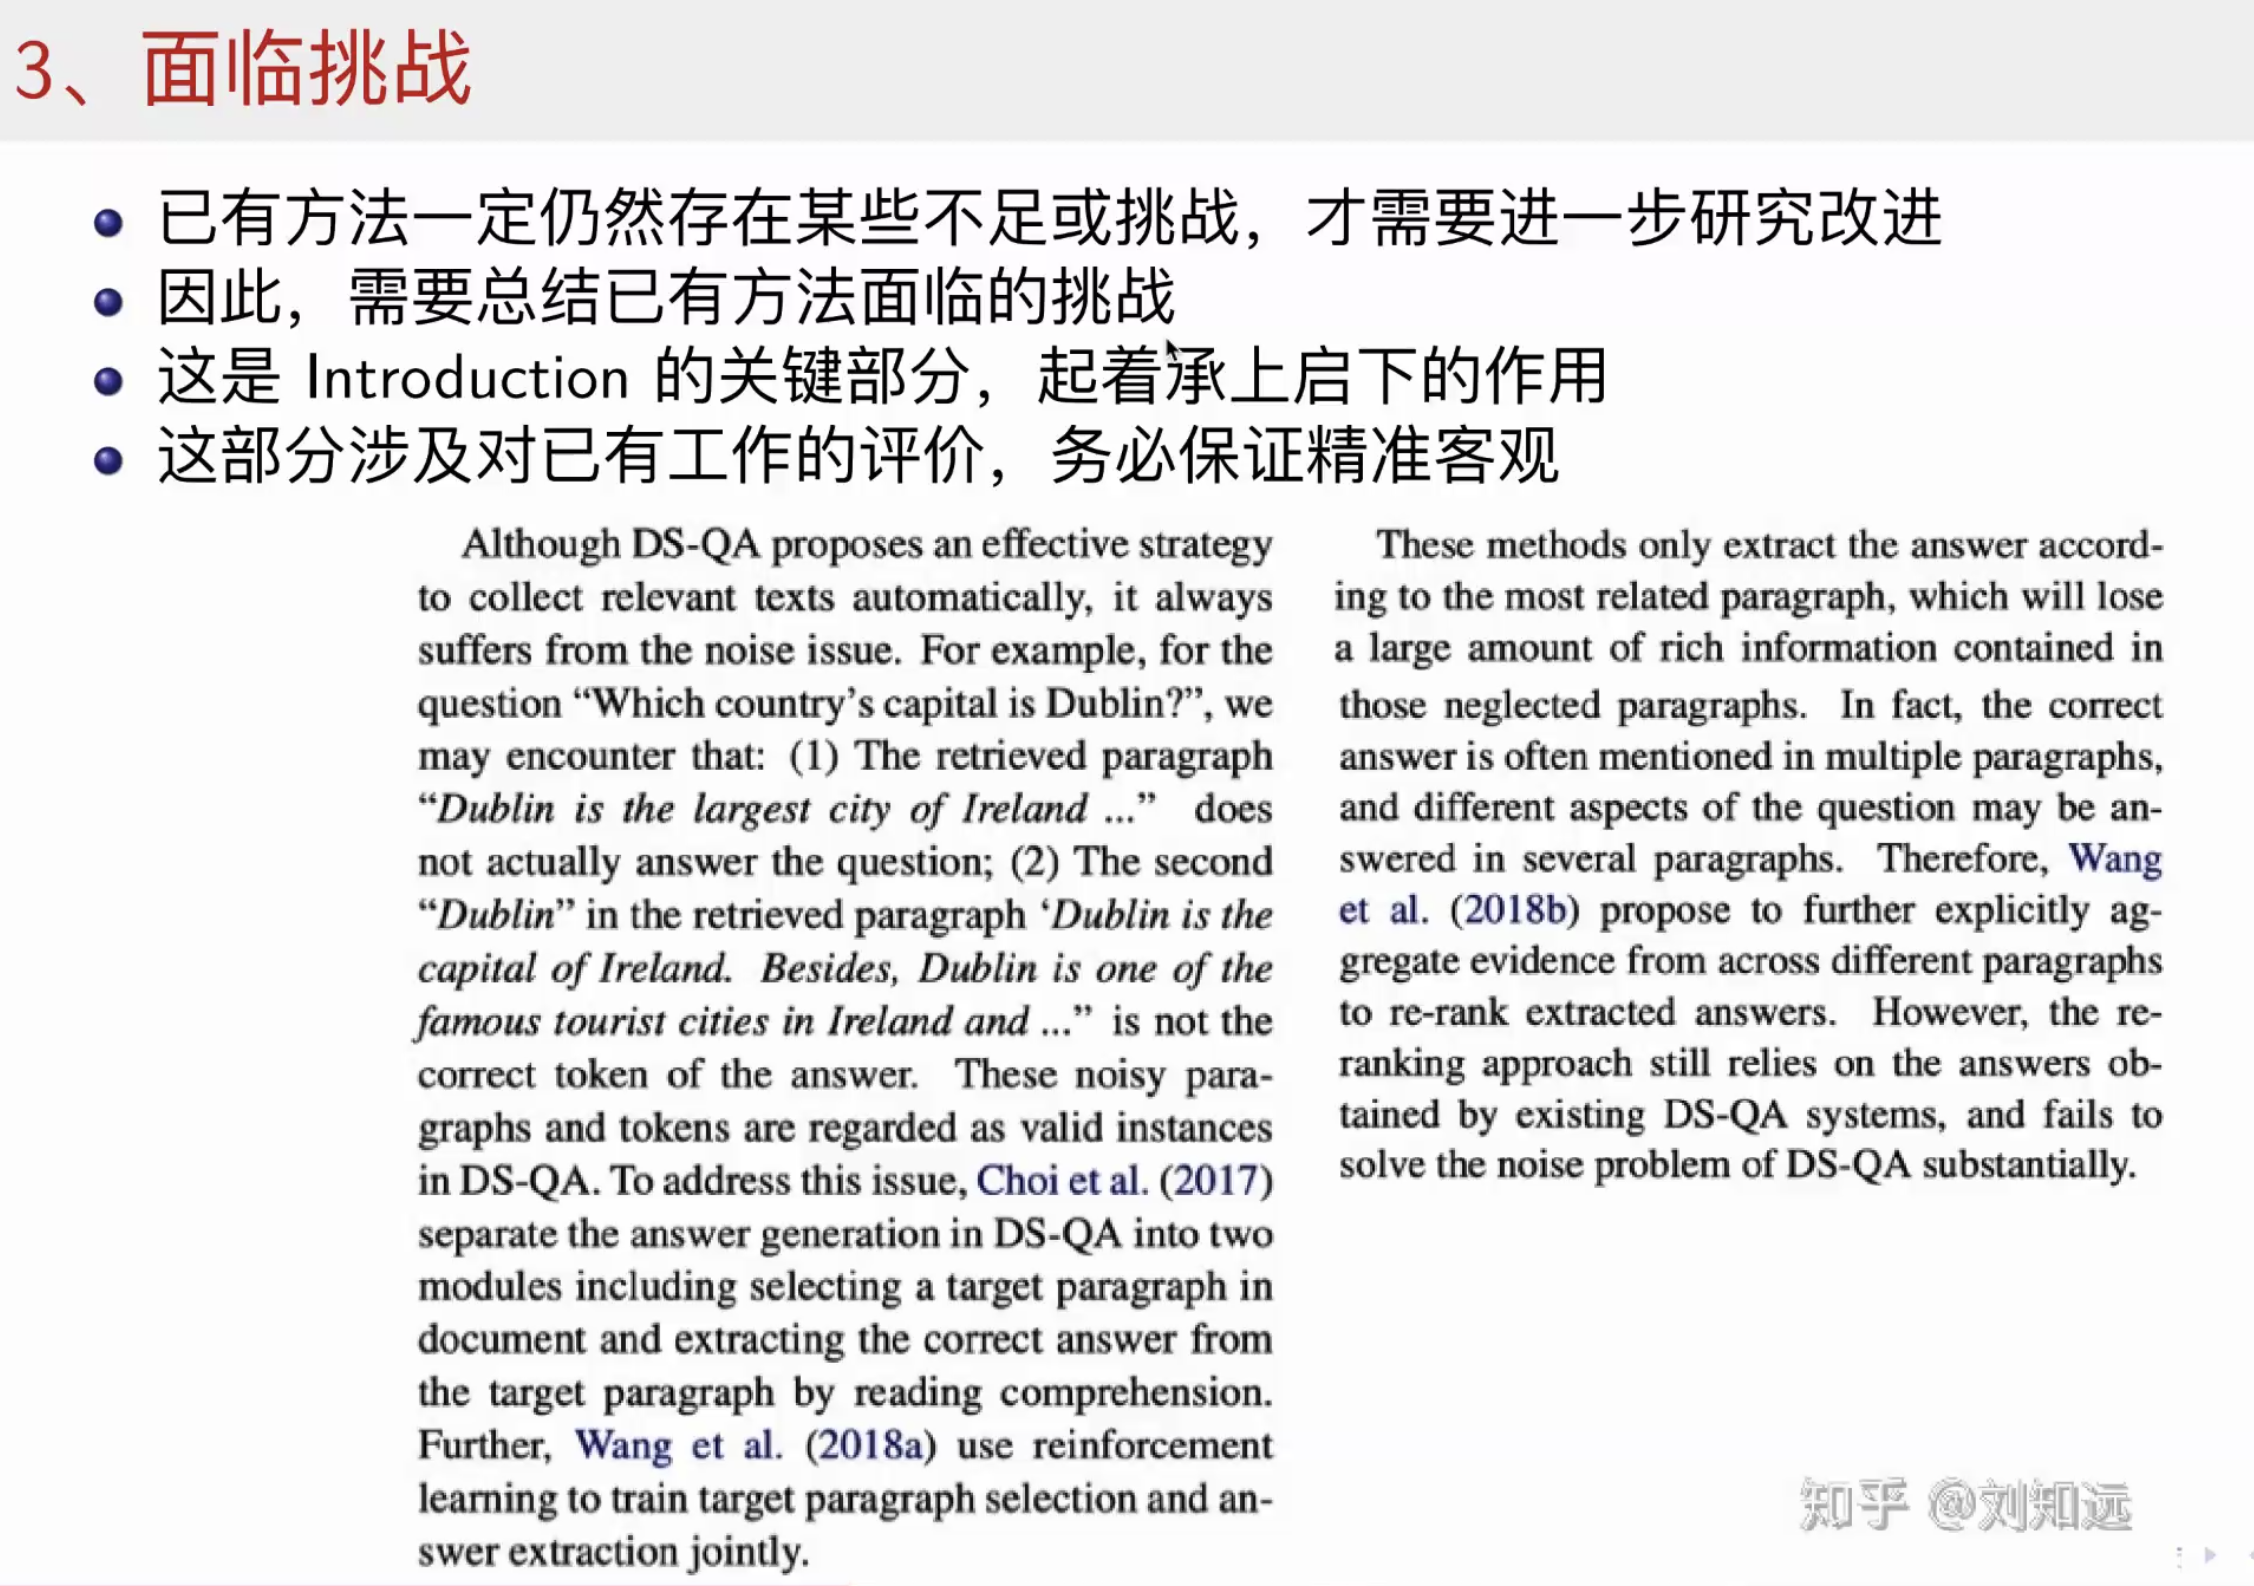 3、面临挑战
已有方法一定仍然存在某些不足或挑战，才需要进一步研究改进
因此，需要总结已有方法面临的挑战
这是 Introduction 的关键部分，起着承上启下的作用
这部分涉及对已有工作的评价，务必保证精准客观
Although DS-QA proposes an effective strategy
to collect relevant texts automatically, it always
suffers from the noise issue. For example, for the
question “Which country’s capital is Dublin?”, we
may encounter that: (1) The retrieved paragraph
“Dublin is the largest city of Ireland ...” does
not actually answer the question; (2) The second
“Dublin” in the retrieved paragraph ‘Dublin is the
capital of Ireland. Besides, Dublin is one of the
famous tourist cities in Ireland and ...” is not the
correct token of the answer. These noisy para-
graphs and tokens are regarded as valid instances
in DS-QA. To address this issue, Choi et al. (2017)
separate the answer generation in DS-QA into two
modules including selecting a target paragraph in
document and extracting the correct answer from
the target paragraph by reading comprehension.
Further, Wang et al. (2018a) use reinforcement
learning to train target paragraph selection and an-
swer extraction jointly.
These methods only extract the answer accord-
ing to the most related paragraph, which will lose
a large amount of rich information contained in
those neglected paragraphs. In fact, the correct
answer is often mentioned in multiple paragraphs,
and different aspects of the question may be an-
swered in several paragraphs. Therefore, Wang
et al. (2018b) propose to further explicitly ag-
gregate evidence from across different paragraphs
to re-rank extracted answers. However, the re-
ranking approach still relies on the answers ob-
tained by existing DS-QA systems, and fails to
solve the noise problem of DS-QA substantially.
知乎 @刘知远